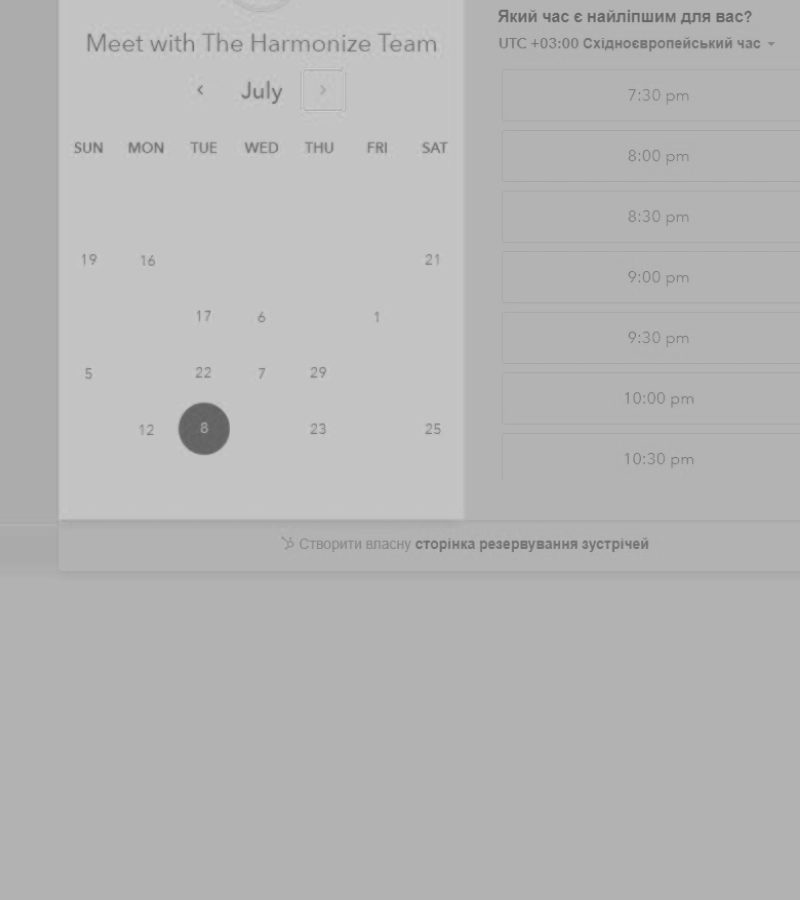 Який час є найліпшим для вас?
Meet with The Harmonize Team
UTC +03:00 Східноєвропейський час
July
7:30 pm
SUN MON TUE WED THU FRI SAT
8:00 pm
8:30 pm
19 16 21
9:00 pm
17 6 1
9:30 pm
5 22 7 29
10:00 pm
12 8 23 25
10:30 pm
Створити власну сторінка резервування зустрічей